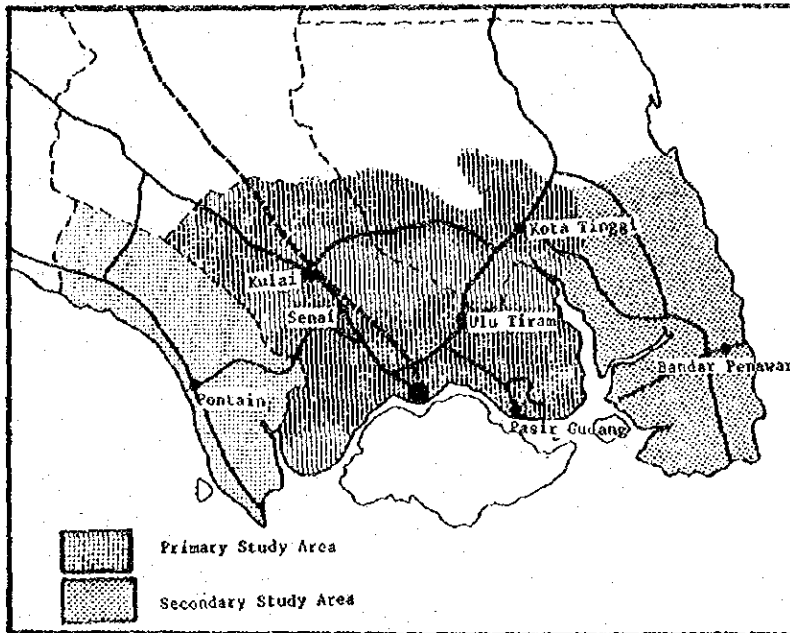 Kota Tinggi
Kulai
Senai
Ulu Tiram
Bandar Penawar
Pontain
Pasir Gudang
Primary Study Area
Secondary Study Area